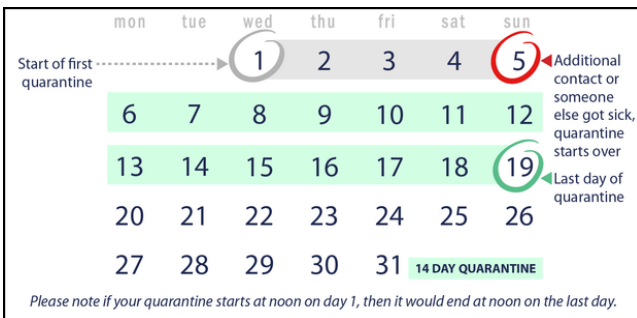 mon tue wed thu fri sat sun
Start of first
quarantine
1 2 3 4 5
Additional
contact or
someone
else got sick,
quarantine
starts over
6 7 8 9 10 11 12
13 14 15 16 17 18 19
Last day of
quarantine
20 21 22 23 24 25 26
27 28 29 30 31 14 DAY QUARANTINE
Please note if your quarantine starts at noon on day 1, then it would end at noon on the last day.